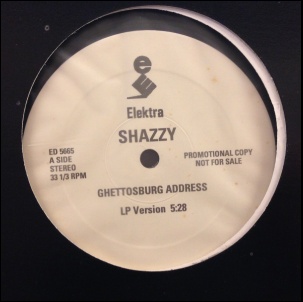 Elektra
SHAZZY
ED 5665
A SIDE
STEREO
33 1/3 RPM
PROMOTIONAL COPY
NOT FOR SALE
GHETTOSBURG ADDRESS
LP Version 5:28